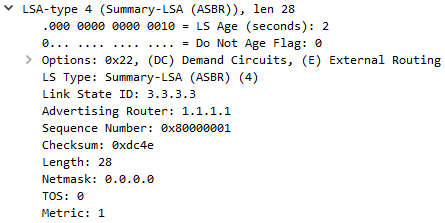 LSA-type 4 (Summary-LSA (ASBR)), len 28
.000 0000 0000 0010 = LS Age (seconds): 2
0... .... .... .... = Do Not Age Flag: 0
Options: 0x22, (DC) Demand Circuits, (E) External Routing
LS Type: Summary-LSA (ASBR) (4)
Link State ID: 3.3.3.3
Advertising Router: 1.1.1.1
Sequence Number: 0x80000001
Checksum: 0xdc4e
Length: 28
Netmask: 0.0.0.0
TOS: 0
Metric: 1